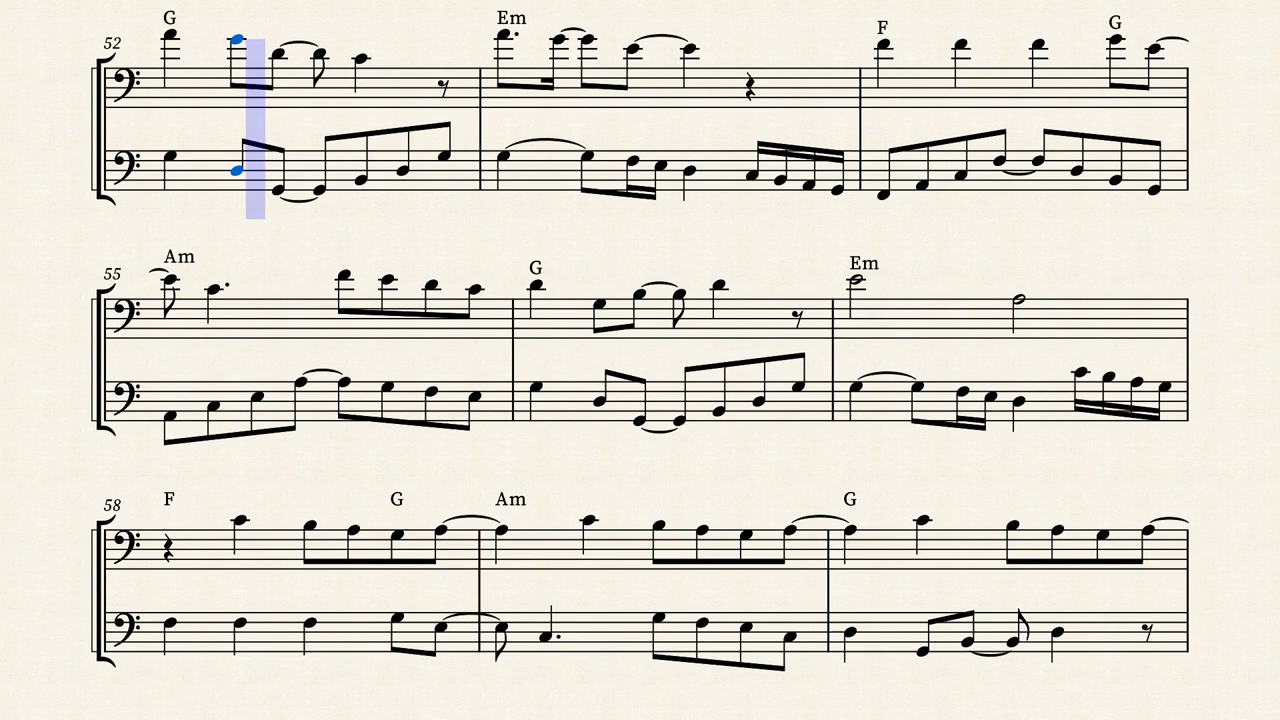 G Em F G
52
Am G Em
55
F G Am G
58